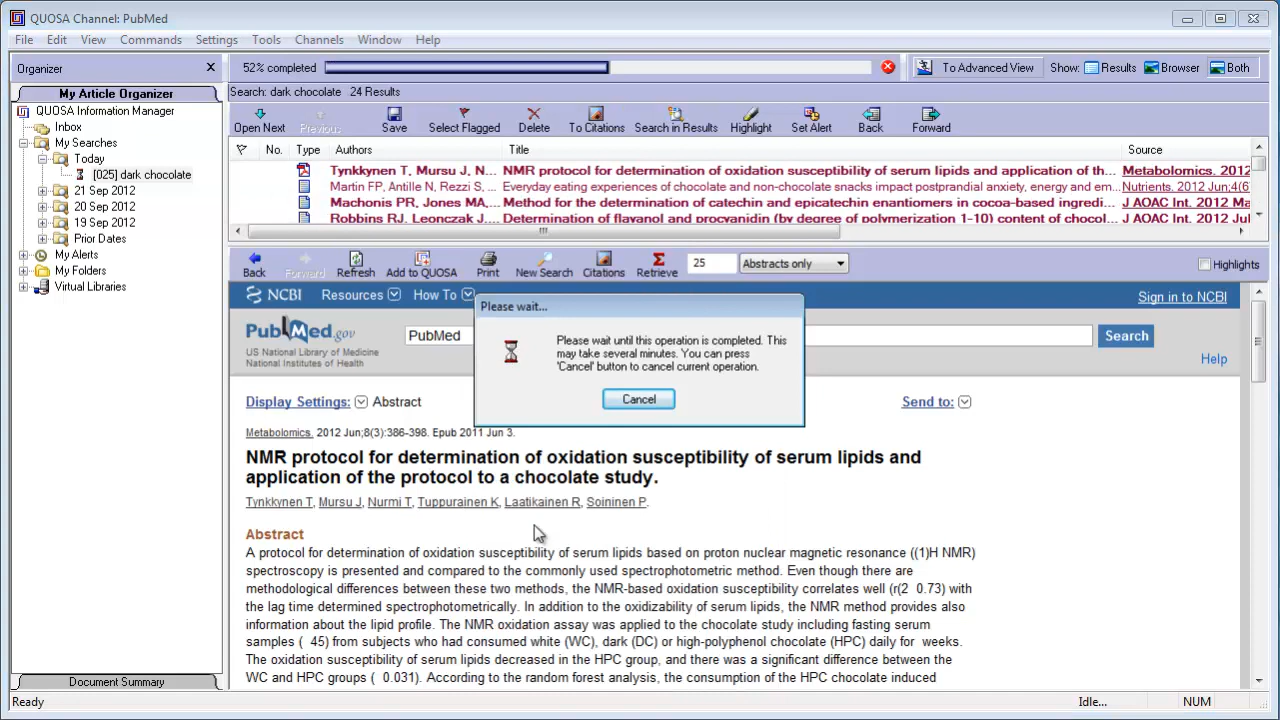 QUOSA Channel: PubMed
File Edit View Commands Settings Tools Channels Window Help
Organizer X
52% completed
To Advanced View Show: Results Browser Both
My Article Organizer
Search: dark chocolate 24 Results
QUOSA Information Manager
Inbox
My Searches
Today
[025] dark chocolate
21 Sep 2012
20 Sep 2012
19 Sep 2012
Prior Dates
My Alerts
My Folders
Virtual Libraries
Open Next Previous Save Select Flagged Delete To Citations Search in Results Highlight Set Alert Back Forward
No. Type Authors Title Source
Tynkkynen T, Mursu J, N... NMR protocol for determination of oxidation susceptibility of serum lipids and application of th... Metabolomics. 2012
Martin FP, Antille N, Rezzi S, ... Everyday eating experiences of chocolate and non-chocolate snacks impact postprandial anxiety, energy and em... Nutrients. 2012 Jun;4(6
Machonis PR, Jones MA,... Method for the determination of catechin and epicatechin enantiomers in cocoa-based ingredi... J AOAC Int. 2012 Ma
Robbins RJ, Leonczak J,... Determination of flavanol and procyanidin (by degree of polymerization 1-10) content of chocol... J AOAC Int. 2012 Jul
Back Forward Refresh Add to QUOSA Print New Search Citations Retrieve 25 Abstracts only Highlights
NCBI Resources How To Sign in to NCBI
PubMed.gov
US National Library of Medicine
National Institutes of Health
PubMed
Search
Help
Please wait...
Please wait until this operation is completed. This
may take several minutes. You can press
'Cancel' button to cancel current operation.
Cancel
Display Settings: Abstract Send to:
Metabolomics. 2012 Jun;8(3):386-398. Epub 2011 Jun 3.
NMR protocol for determination of oxidation susceptibility of serum lipids and
application of the protocol to a chocolate study.
Tynkkynen T, Mursu J, Nurmi T, Tuppurainen K, Laatikainen R, Soininen P.
Abstract
A protocol for determination of oxidation susceptibility of serum lipids based on proton nuclear magnetic resonance ((1)H NMR)
spectroscopy is presented and compared to the commonly used spectrophotometric method. Even though there are
methodological differences between these two methods, the NMR-based oxidation susceptibility correlates well (r(2 0.73) with
the lag time determined spectrophotometrically. In addition to the oxidizability of serum lipids, the NMR method provides also
information about the lipid profile. The NMR oxidation assay was applied to the chocolate study including fasting serum
samples ( 45) from subjects who had consumed white (WC), dark (DC) or high-polyphenol chocolate (HPC) daily for weeks.
The oxidation susceptibility of serum lipids decreased in the HPC group, and there was a significant difference between the
WC and HPC groups ( 0.031). According to the random forest analysis, the consumption of the HPC chocolate induced
Document Summary
Ready Idle... NUM